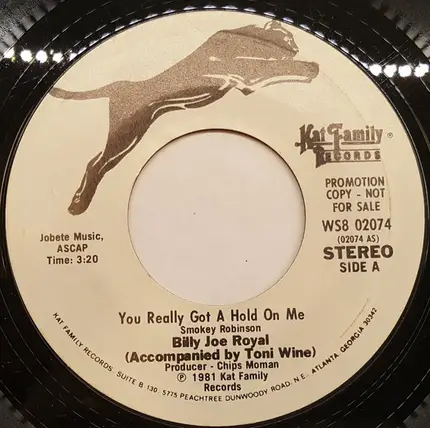 Kat Family ®
RECORDS
PROMOTION
COPY - NOT
FOR SALE
WS8 02074
(02074 AS)
STEREO
SIDE A
Jobete Music,
ASCAP
Time: 3:20
You Really Got A Hold On Me
Smokey Robinson
Billy Joe Royal
(Accompanied by Toni Wine)
Producer - Chips Moman
℗ 1981 Kat Family
Records
KAT FAMILY RECORDS: SUITE B 130: 5775 PEACHTREE DUNWOODY ROAD: N.E. ATLANTA GEORGIA 30342